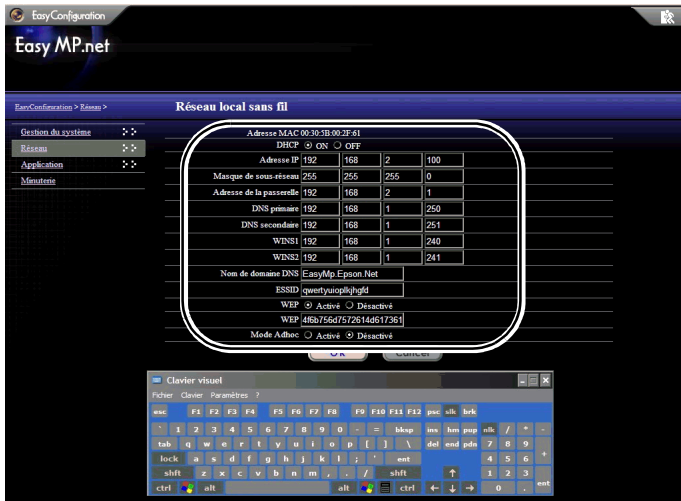 EasyConfiguration
Easy MP.net
EasyConfiguration > Réseau >
Réseau local sans fil
Gestion du système
Réseau
Application
Minuterie
Adresse MAC 00:30:5B:00:2F:61
DHCP ON OFF
Adresse IP 192 168 2 100
Masque de sous-réseau 255 255 255 0
Adresse de la passerelle 192 168 2 1
DNS primaire 192 168 1 250
DNS secondaire 192 168 1 251
WINS1 192 168 1 240
WINS2 192 168 1 241
Nom de domaine DNS EasyMp.Epson.Net
ESSID qwertyuioplkjhgfd
WEP Activé Désactivé
WEP 4f6b756d7572614d617361
Mode Adhoc Activé Désactivé
OK Cancel
Clavier visuel
Fichier Clavier Paramètres ?
esc F1 F2 F3 F4 F5 F6 F7 F8 F9 F10 F11 F12 psc slk brk
` 1 2 3 4 5 6 7 8 9 0 - = bksp ins hm pup nlk / * -
tab q w e r t y u i o p [ ] \ del end pdn 7 8 9 +
lock a s d f g h j k l ; ' ent 4 5 6
shft z x c v b n m , . / shft ↑ 1 2 3 ent
ctrl alt alt ctrl ← ↓ → 0 .